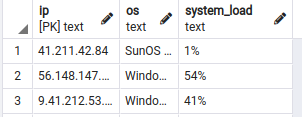 ip os system_load
[PK] text text text
1 41.211.42.84 SunOS ... 1%
2 56.148.147.... Windo... 54%
3 9.41.212.53.... Windo... 41%